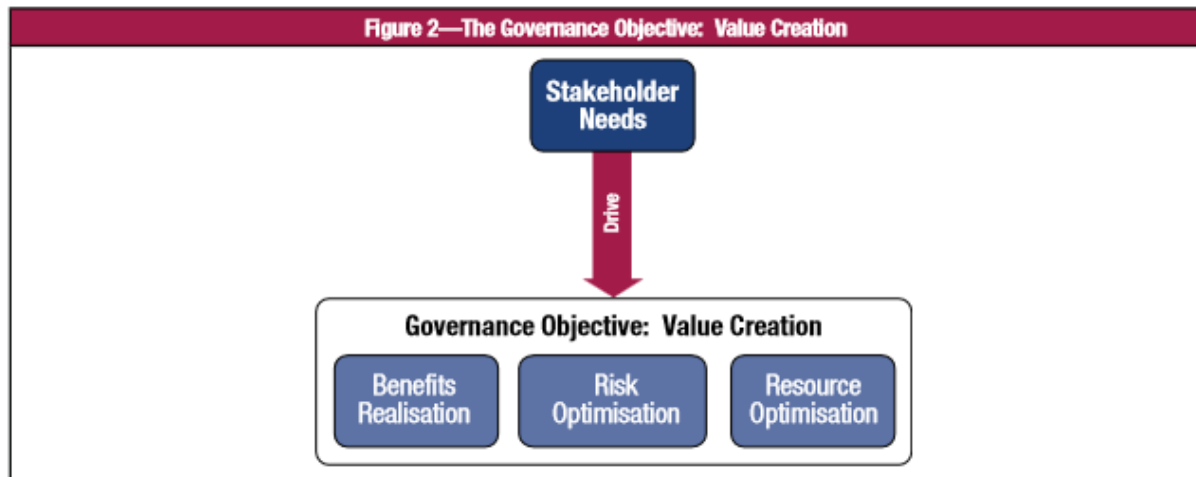 Figure 2—The Governance Objective: Value Creation
Stakeholder
Needs
Drive
Governance Objective: Value Creation
Benefits
Realisation
Risk
Optimisation
Resource
Optimisation